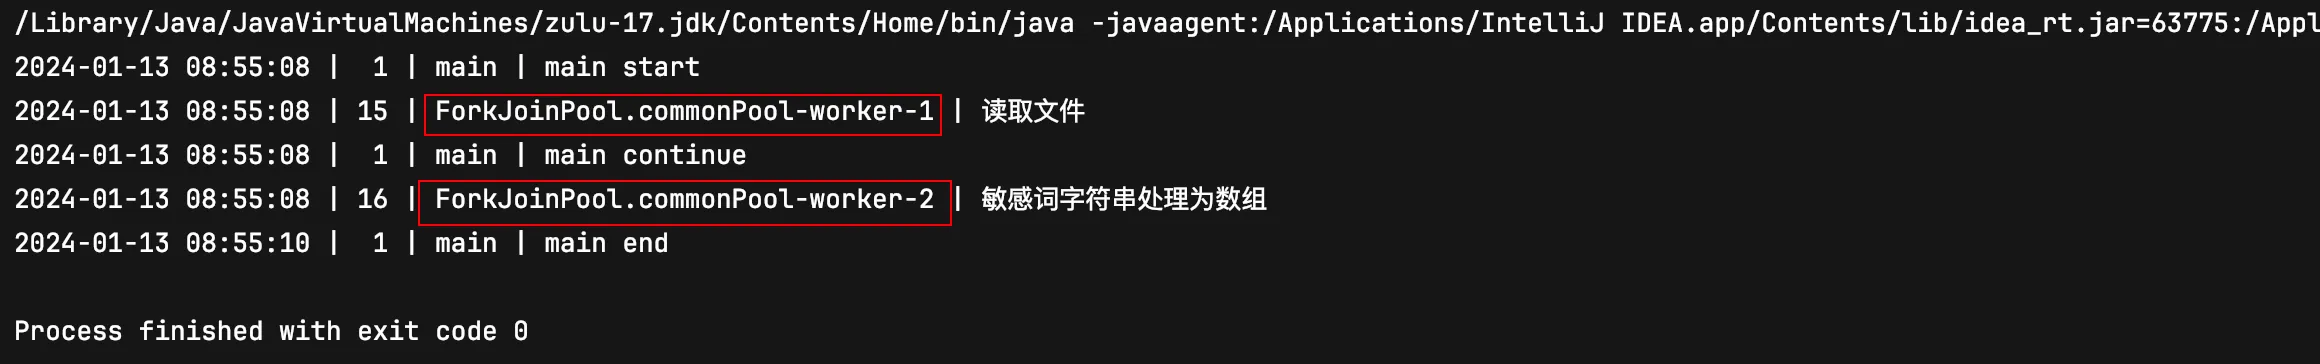 /Library/Java/JavaVirtualMachines/zulu-17.jdk/Contents/Home/bin/java -javaagent:/Applications/IntelliJ IDEA.app/Contents/lib/idea_rt.jar=63775:/Appl
2024-01-13 08:55:08 |  1 | main | main start
2024-01-13 08:55:08 | 15 | ForkJoinPool.commonPool-worker-1 | 读取文件
2024-01-13 08:55:08 |  1 | main | main continue
2024-01-13 08:55:08 | 16 | ForkJoinPool.commonPool-worker-2 | 敏感词字符串处理为数组
2024-01-13 08:55:10 |  1 | main | main end
Process finished with exit code 0